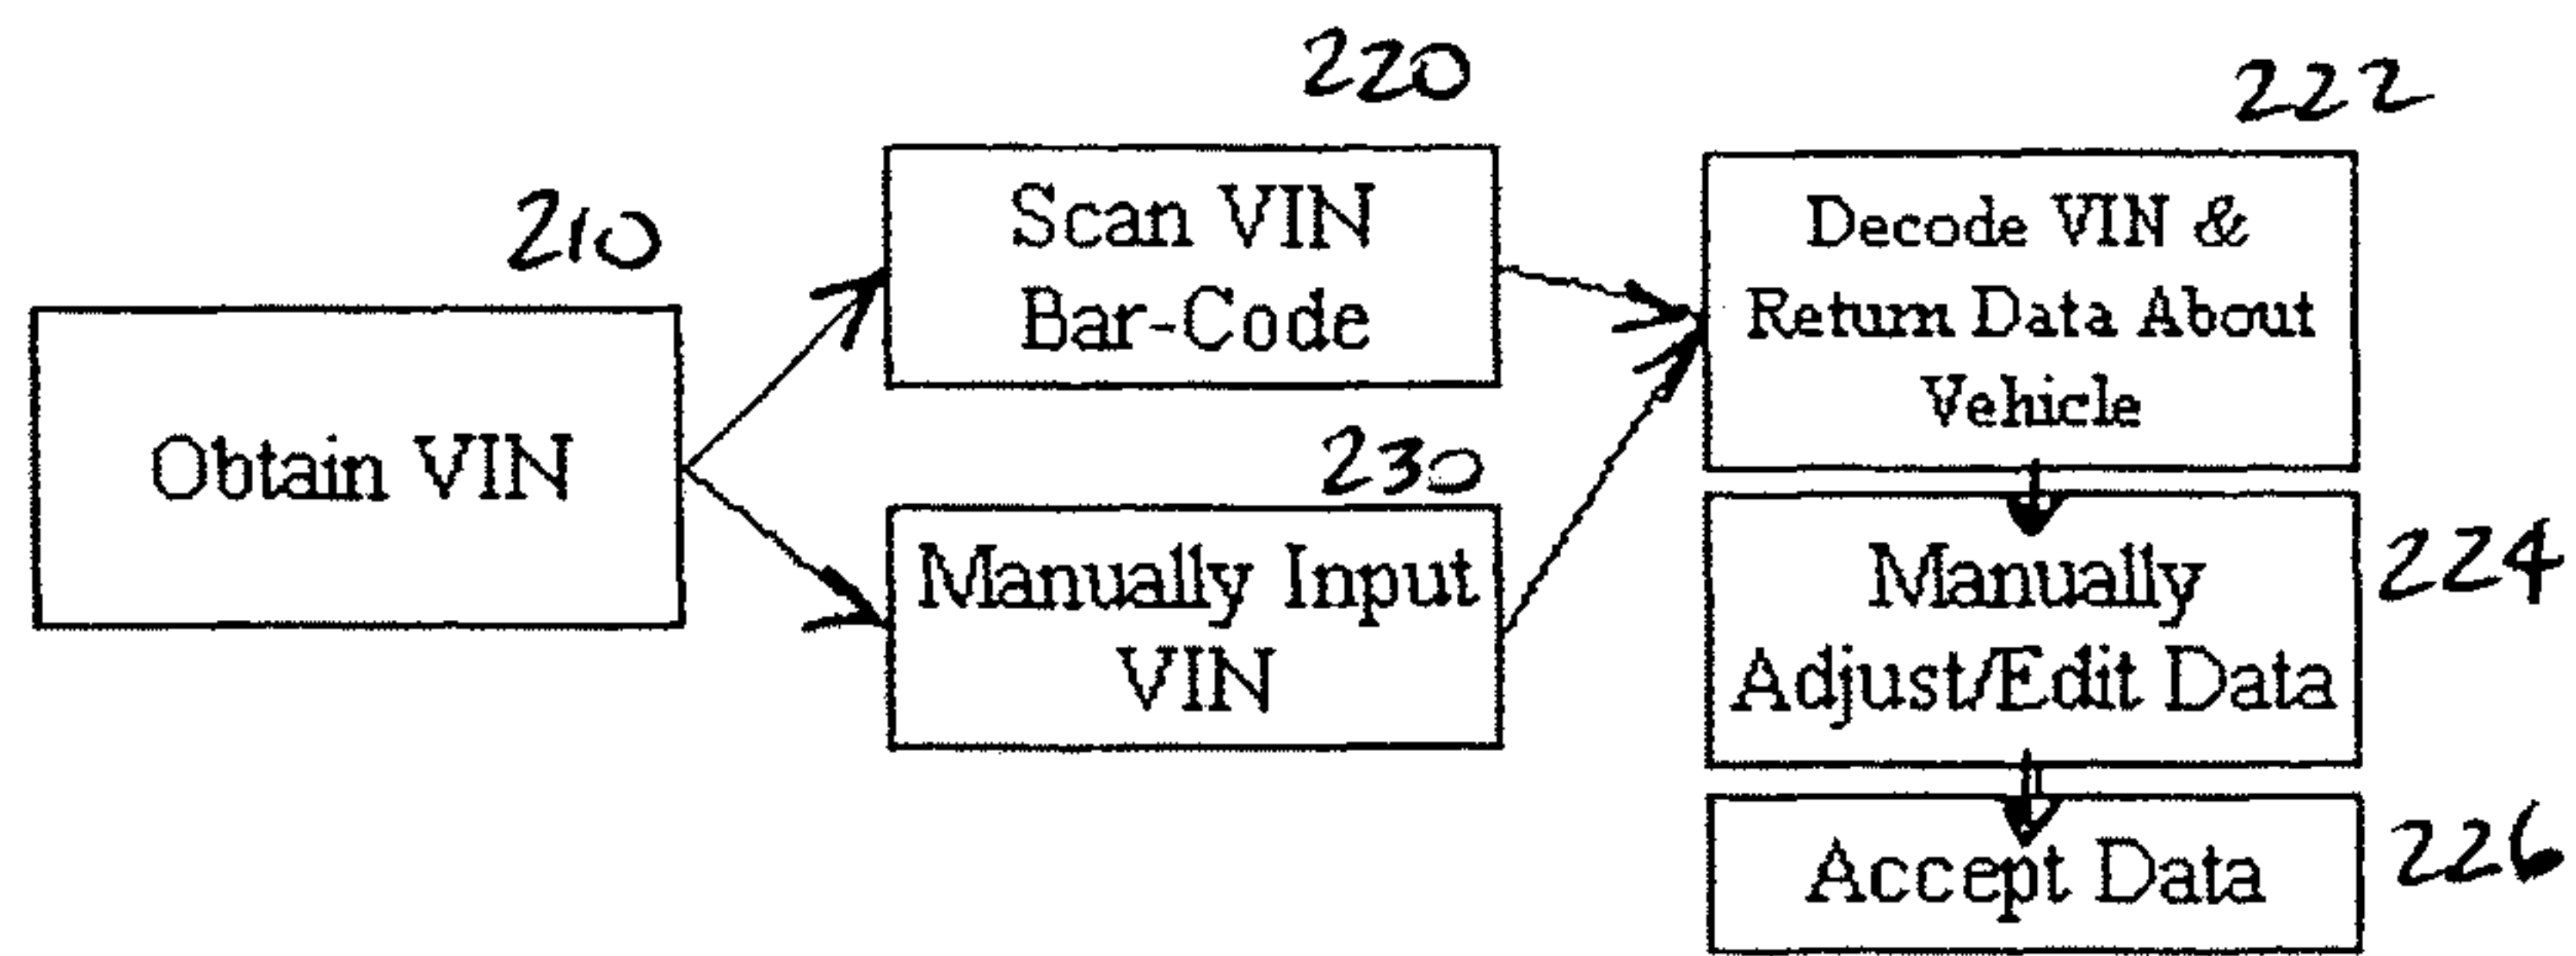 210
Obtain VIN
220
Scan VIN
Bar-Code
230
Manually Input
VIN
222
Decode VIN &
Return Data About
Vehicle
224
Manually
Adjust/Edit Data
226
Accept Data